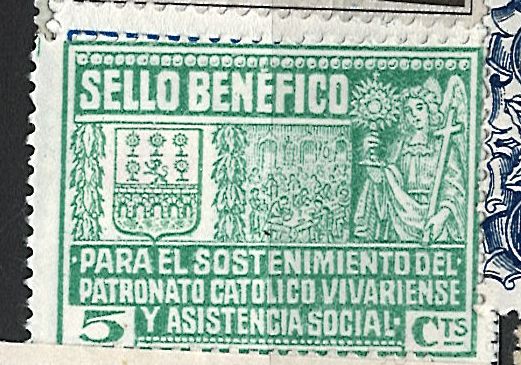 SELLO BENÉFICO
· PARA EL SOSTENIMIENTO DEL ·
PATRONATO CATOLICO VIVARIENSE
5 Y ASISTENCIA SOCIAL · CTS